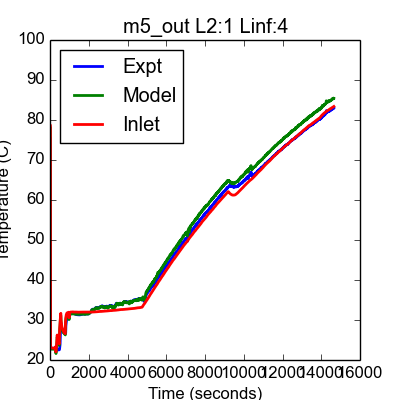 m5_out L2:1 Linf:4
100
90
80
70
60
50
40
30
20
Expt
Model
Inlet
Temperature (C)
0 2000 4000 6000 8000 10000 12000 14000 16000
Time (seconds)